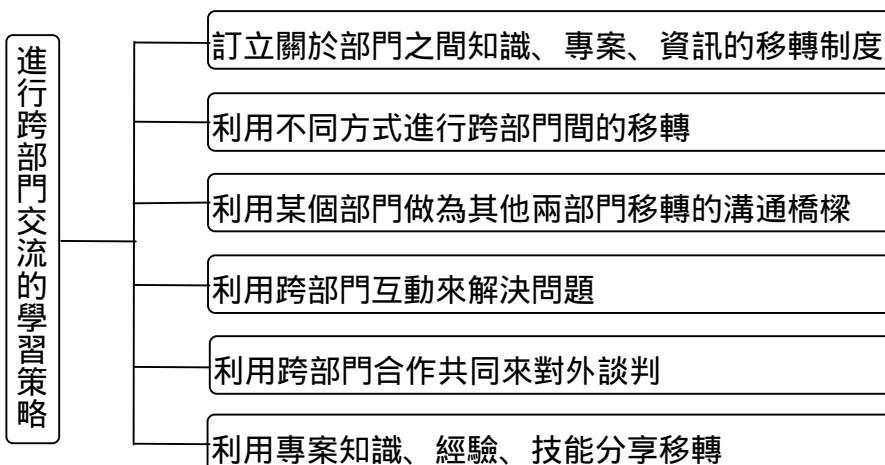 進行跨部門交流的學習策略
訂立關於部門之間知識、專案、資訊的移轉制度
利用不同方式進行跨部門間的移轉
利用某個部門做為其他兩部門移轉的溝通橋樑
利用跨部門互動來解決問題
利用跨部門合作共同來對外談判
利用專案知識、經驗、技能分享移轉